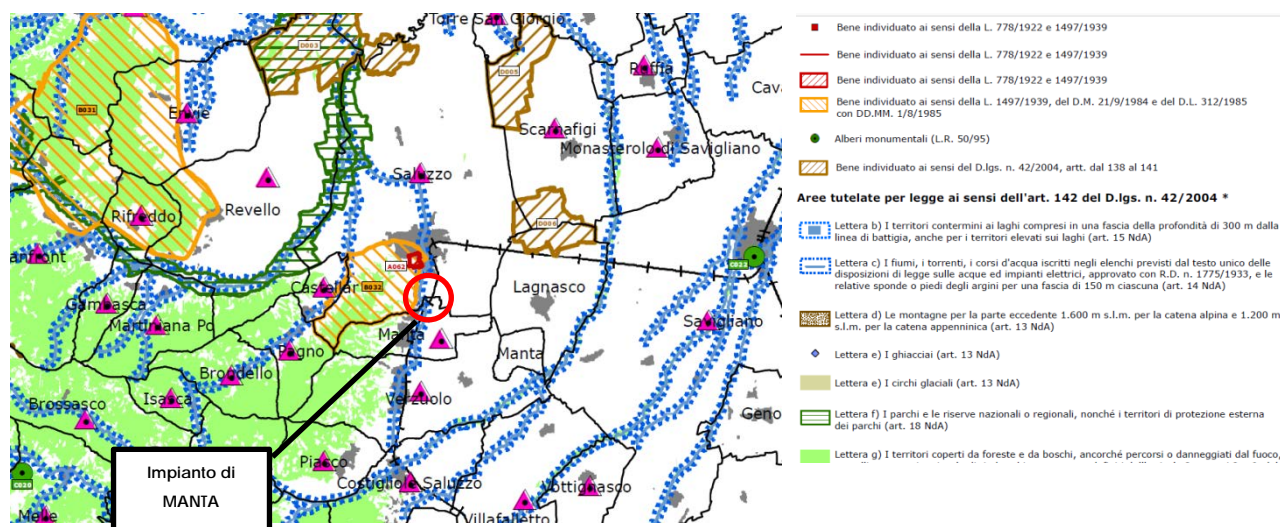 Torre San Giorgio
D003
D005
Ruffia
Cava
B031
Envie
Scarnafigi
Monasterolo di Savigliano
Saluzzo
Revello
Rifreddo
D006
C023
A062
anfront
Castellar
B032
Lagnasco
Gambasca
Martiniana Po
Savigliano
Manta
Manta
Pagno
Brondello
Verzuolo
Isasca
Brossasco
Geno
Impianto di
MANTA
Piasco
Costigliole Saluzzo
Vottignasco
C020
Melle
Villafalletto
Bene individuato ai sensi della L. 778/1922 e 1497/1939
Bene individuato ai sensi della L. 778/1922 e 1497/1939
Bene individuato ai sensi della L. 778/1922 e 1497/1939
Bene individuato ai sensi della L. 1497/1939, del D.M. 21/9/1984 e del D.L. 312/1985
con DD.MM. 1/8/1985
Alberi monumentali (L.R. 50/95)
Bene individuato ai sensi del D.lgs. n. 42/2004, artt. dal 138 al 141
Aree tutelate per legge ai sensi dell'art. 142 del D.lgs. n. 42/2004 *
Lettera b) I territori contermini ai laghi compresi in una fascia della profondità di 300 m dalla
linea di battigia, anche per i territori elevati sui laghi (art. 15 NdA)
Lettera c) I fiumi, i torrenti, i corsi d'acqua iscritti negli elenchi previsti dal testo unico delle
disposizioni di legge sulle acque ed impianti elettrici, approvato con R.D. n. 1775/1933, e le
relative sponde o piedi degli argini per una fascia di 150 m ciascuna (art. 14 NdA)
Lettera d) Le montagne per la parte eccedente 1.600 m s.l.m. per la catena alpina e 1.200 m
s.l.m. per la catena appenninica (art. 13 NdA)
Lettera e) I ghiacciai (art. 13 NdA)
Lettera e) I circhi glaciali (art. 13 NdA)
Lettera f) I parchi e le riserve nazionali o regionali, nonché i territori di protezione esterna
dei parchi (art. 18 NdA)
Lettera g) I territori coperti da foreste e da boschi, ancorché percorsi o danneggiati dal fuoco,